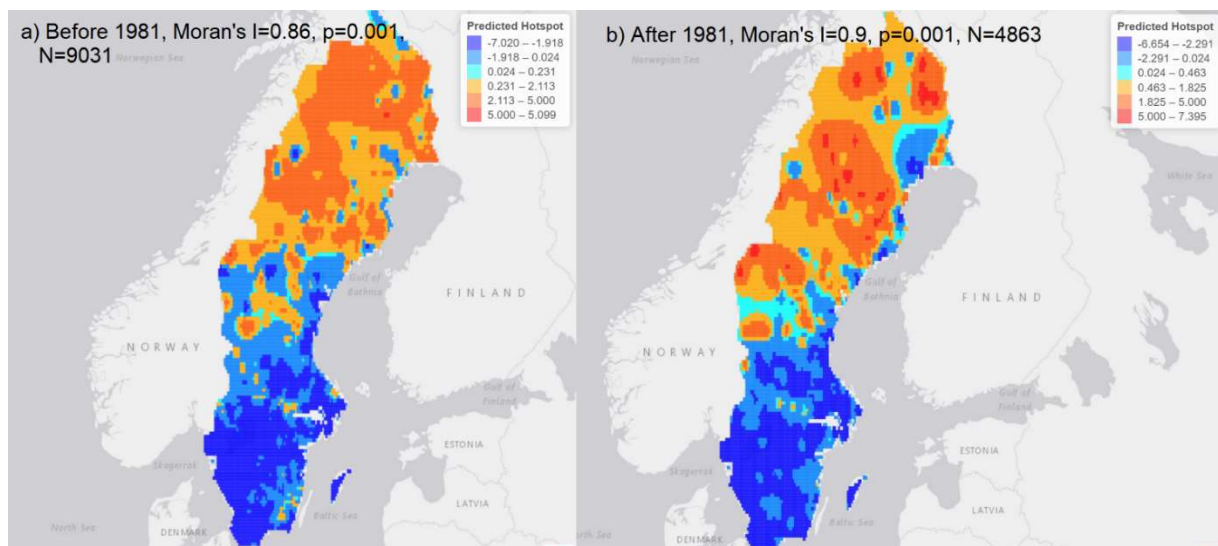 a) Before 1981, Moran's I=0.86, p=0.001,
N=9031
Norwegian Sea
Predicted Hotspot
-7.020 – -1.918
-1.918 – 0.024
0.024 – 0.231
0.231 – 2.113
2.113 – 5.000
5.000 – 5.099
Gulf of
Bothnia
FINLAND
NORWAY
Gulf of
Finland
ESTONIA
Skagerrak
LATVIA
Baltic Sea
North Sea
DENMARK
b) After 1981, Moran's I=0.9, p=0.001, N=4863
Norwegian Sea
Predicted Hotspot
-6.654 – -2.291
-2.291 – 0.024
0.024 – 0.463
0.463 – 1.825
1.825 – 5.000
5.000 – 7.395
White Sea
Gulf of
Bothnia
FINLAND
NORWAY
Gulf of
Finland
ESTONIA
Skagerrak
LATVIA
Baltic Sea
North Sea
DENMARK